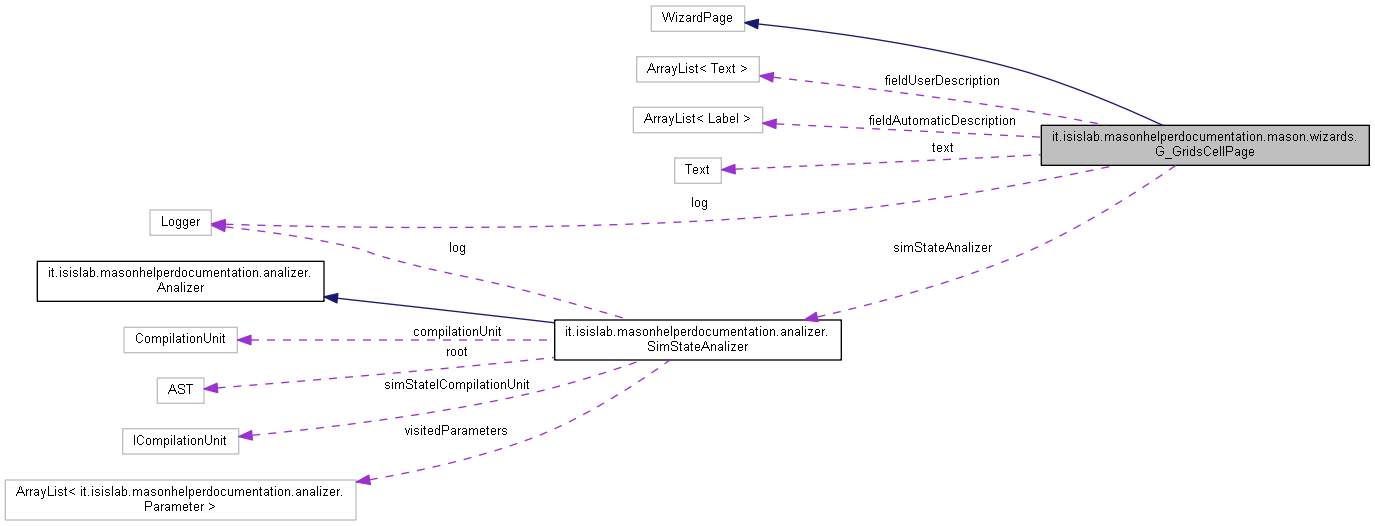 WizardPage
ArrayList< Text >
fieldUserDescription
ArrayList< Label >
fieldAutomaticDescription
it.isislab.masonhelperdocumentation.mason.wizards.
G_GridsCellPage
text
Text
log
Logger
log
simStateAnalizer
it.isislab.masonhelperdocumentation.analizer.
Analizer
it.isislab.masonhelperdocumentation.analizer.
SimStateAnalizer
compilationUnit
CompilationUnit
root
AST
simStateICompilationUnit
ICompilationUnit
visitedParameters
ArrayList< it.isislab.masonhelperdocumentation.analizer.
Parameter >